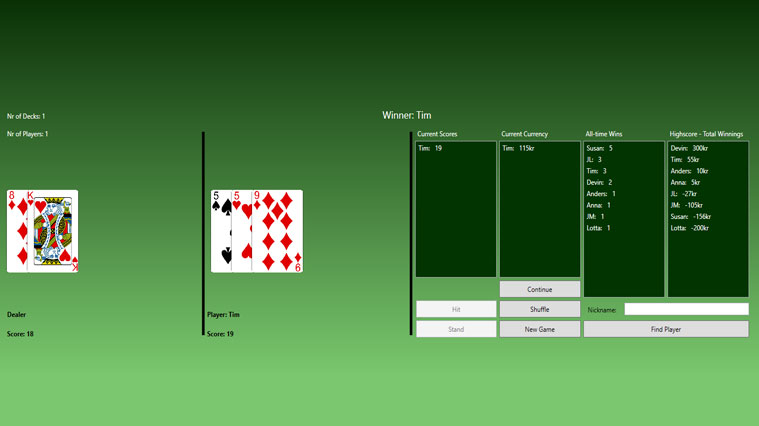 Nr of Decks: 1
Nr of Players: 1
8
K
K
Dealer
Score: 18
5
5
9
9
Player: Tim
Score: 19
Winner: Tim
Current Scores
Tim: 19
Current Currency
Tim: 115kr
All-time Wins
Susan: 5
JL: 3
Tim: 3
Devin: 2
Anders: 1
Anna: 1
JM: 1
Lotta: 1
Highscore - Total Winnings
Devin: 300kr
Tim: 55kr
Anders: 10kr
Anna: 5kr
JL: -27kr
JM: -105kr
Susan: -156kr
Lotta: -200kr
Continue
Hit
Shuffle
Nickname:
Stand
New Game
Find Player